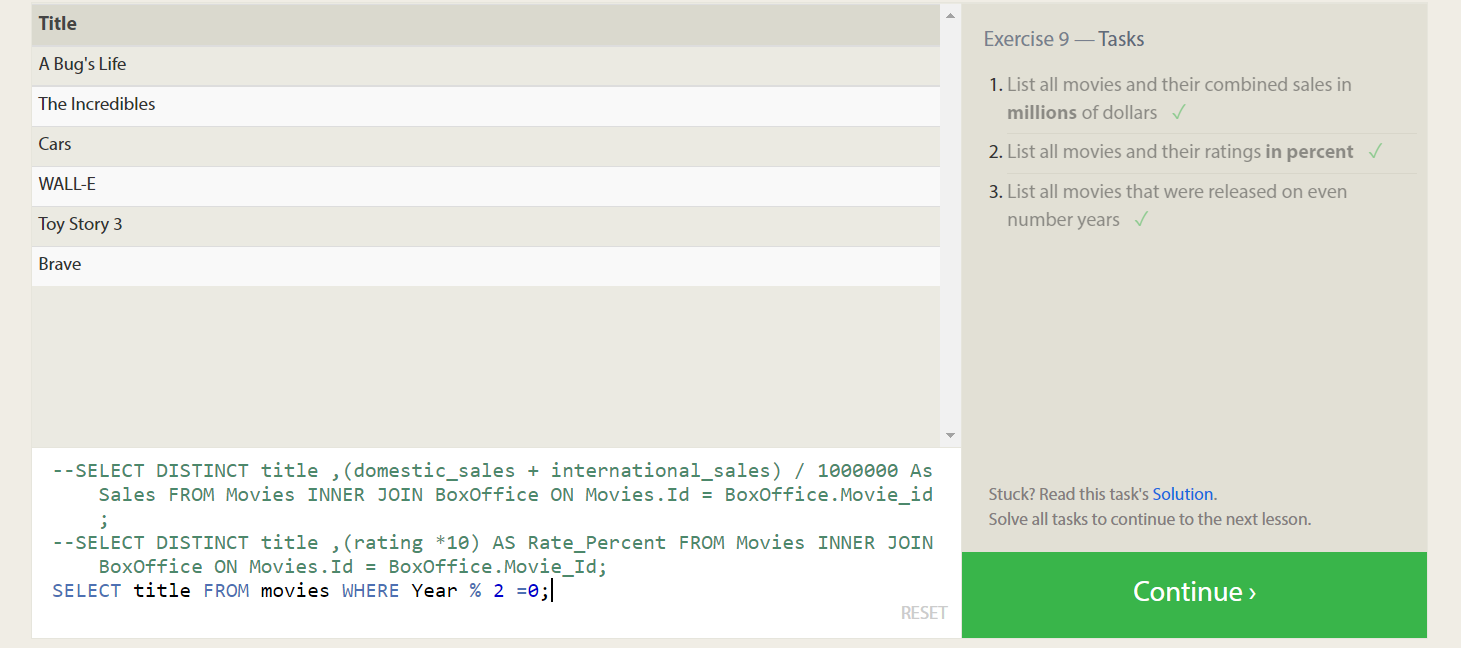 Title
A Bug's Life
The Incredibles
Cars
WALL-E
Toy Story 3
Brave
--SELECT DISTINCT title ,(domestic_sales + international_sales) / 1000000 As
Sales FROM Movies INNER JOIN BoxOffice ON Movies.Id = BoxOffice.Movie_id
;
--SELECT DISTINCT title ,(rating *10) AS Rate_Percent FROM Movies INNER JOIN
BoxOffice ON Movies.Id = BoxOffice.Movie_Id;
SELECT title FROM movies WHERE Year % 2 =0;
RESET
Exercise 9 — Tasks
1. List all movies and their combined sales in
millions of dollars ✓
2. List all movies and their ratings in percent ✓
3. List all movies that were released on even
number years ✓
Stuck? Read this task's Solution.
Solve all tasks to continue to the next lesson.
Continue ›